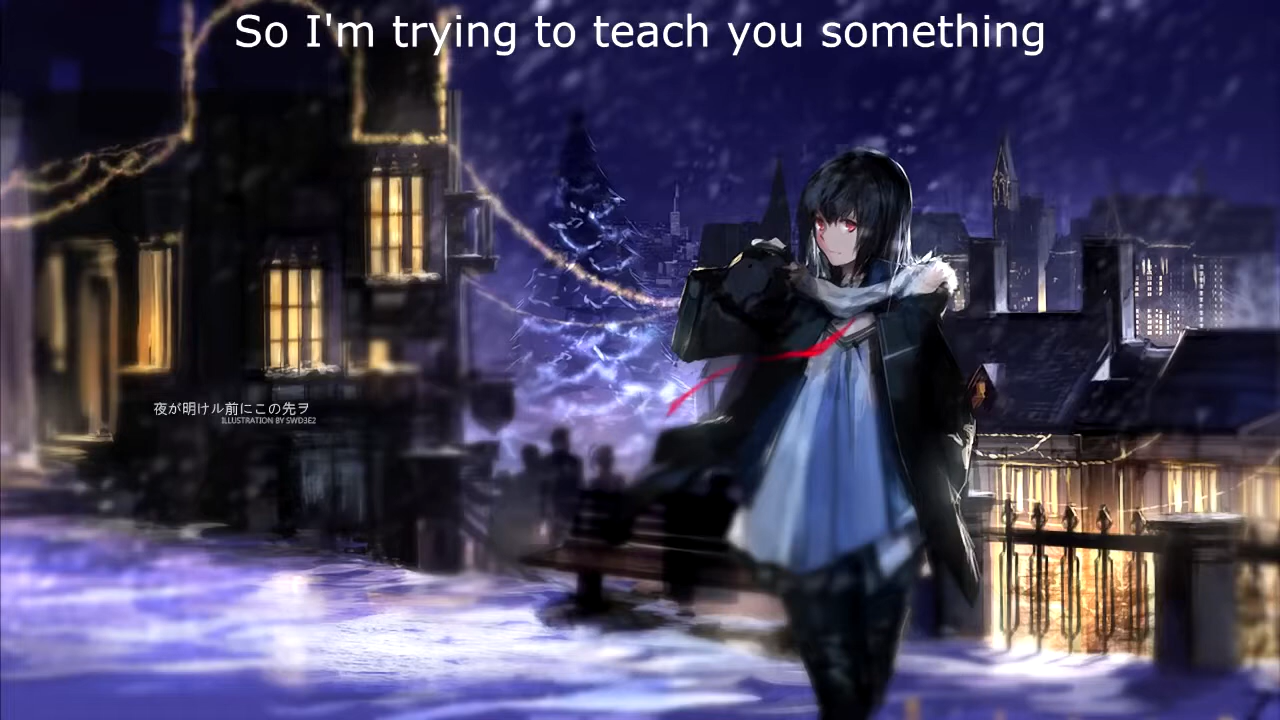 So I'm trying to teach you something
夜が明けル前にこの先ヲ
ILLUSTRATION BY SWD3E2